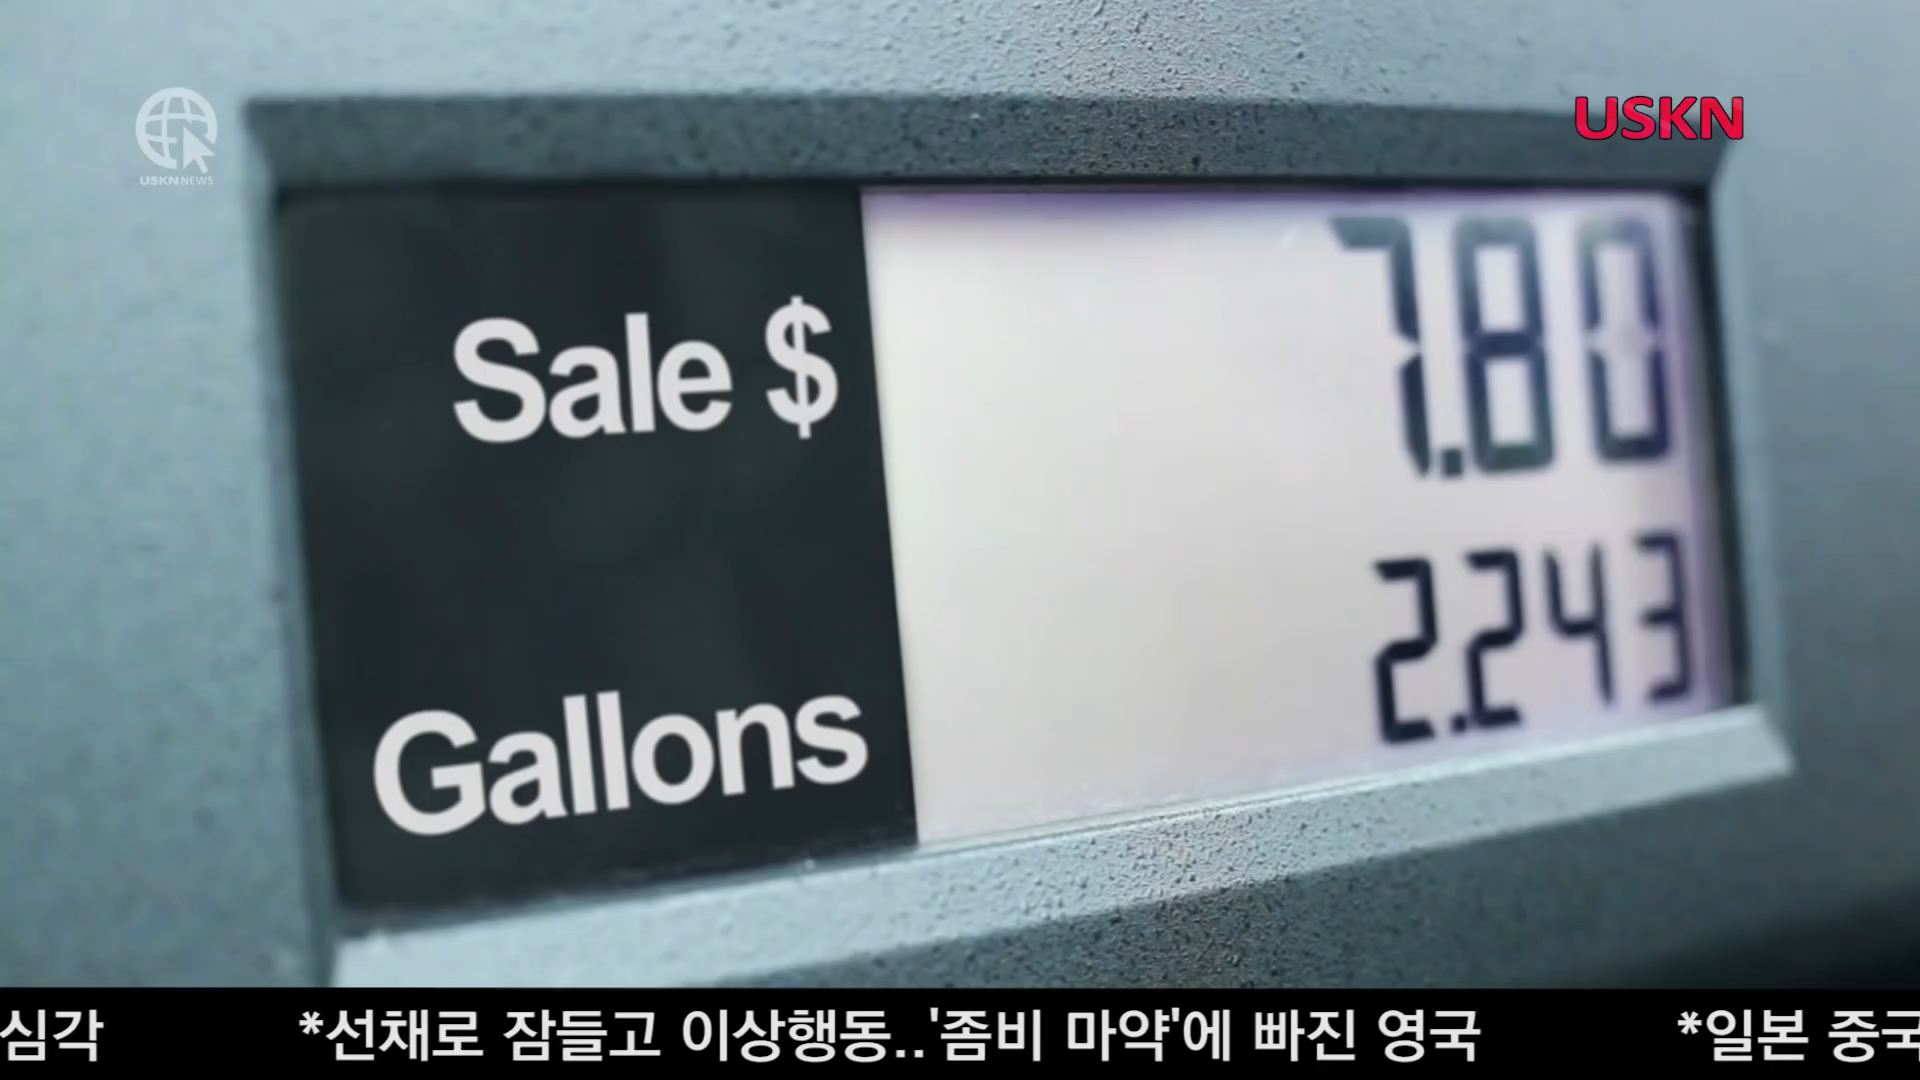 USKN
USKN NEWS
Sale $ 7.80
Gallons 2.243
심각 *선채로 잠들고 이상행동..'좀비 마약'에 빠진 영국 *일본 중국